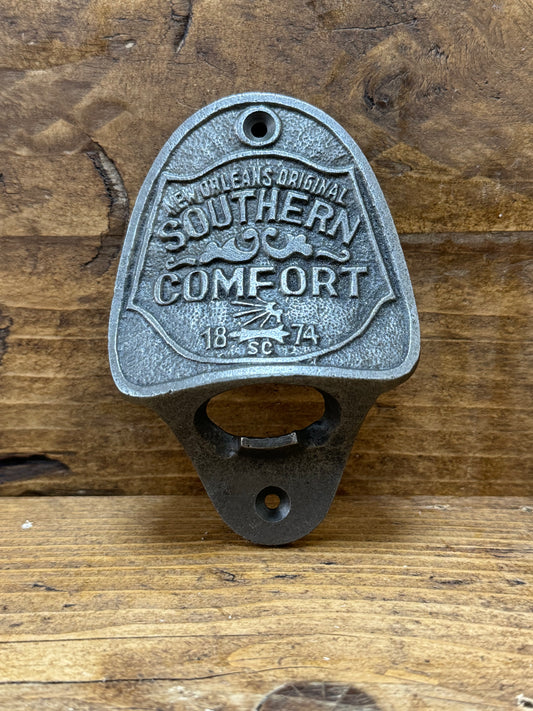 NEW ORLEANS ORIGINAL
SOUTHERN
COMFORT
18 74
SC